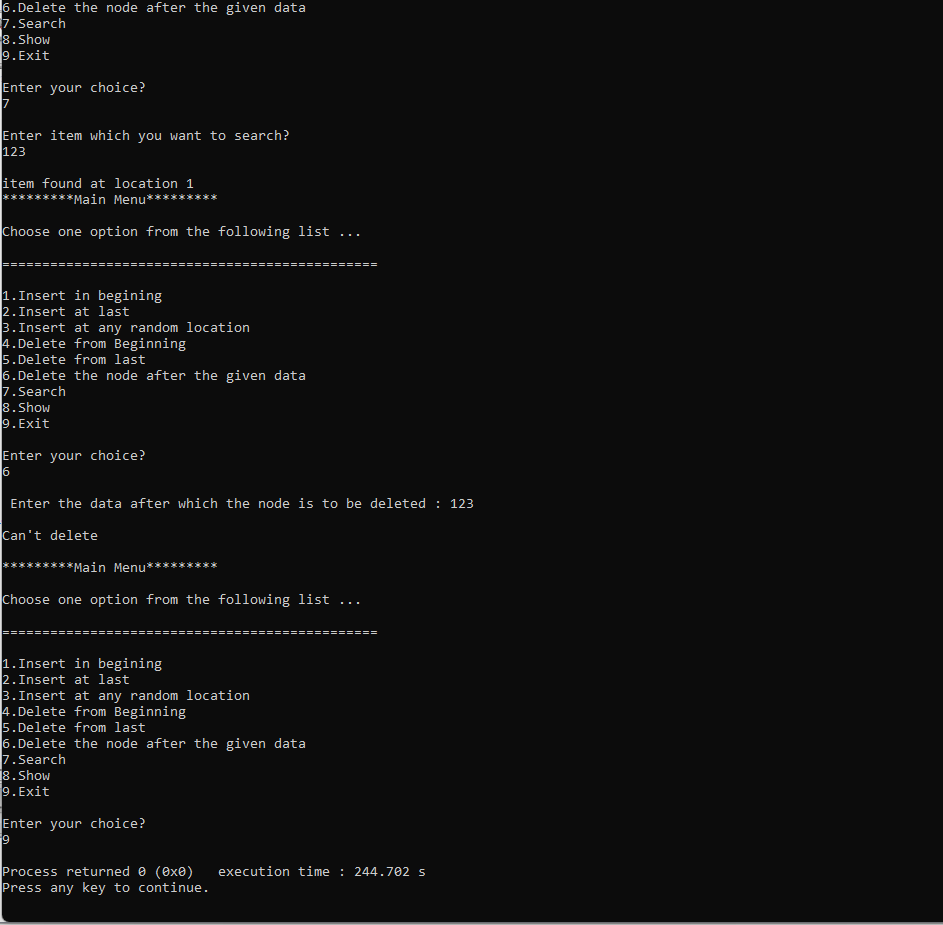 6.Delete the node after the given data
7.Search
8.Show
9.Exit
Enter your choice?
7
Enter item which you want to search?
123
item found at location 1
*********Main Menu*********
Choose one option from the following list ...
===============================================
1.Insert in begining
2.Insert at last
3.Insert at any random location
4.Delete from Beginning
5.Delete from last
6.Delete the node after the given data
7.Search
8.Show
9.Exit
Enter your choice?
6
Enter the data after which the node is to be deleted : 123
Can't delete
*********Main Menu*********
Choose one option from the following list ...
===============================================
1.Insert in begining
2.Insert at last
3.Insert at any random location
4.Delete from Beginning
5.Delete from last
6.Delete the node after the given data
7.Search
8.Show
9.Exit
Enter your choice?
9
Process returned 0 (0x0)   execution time : 244.702 s
Press any key to continue.